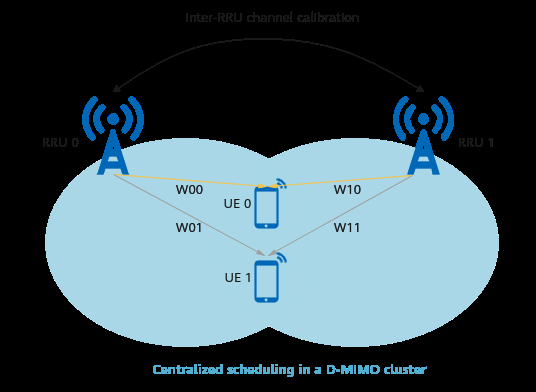 Inter-RRU channel calibration
RRU 0
RRU 1
W00
W10
UE 0
W01
W11
UE 1
Centralized scheduling in a D-MIMO cluster